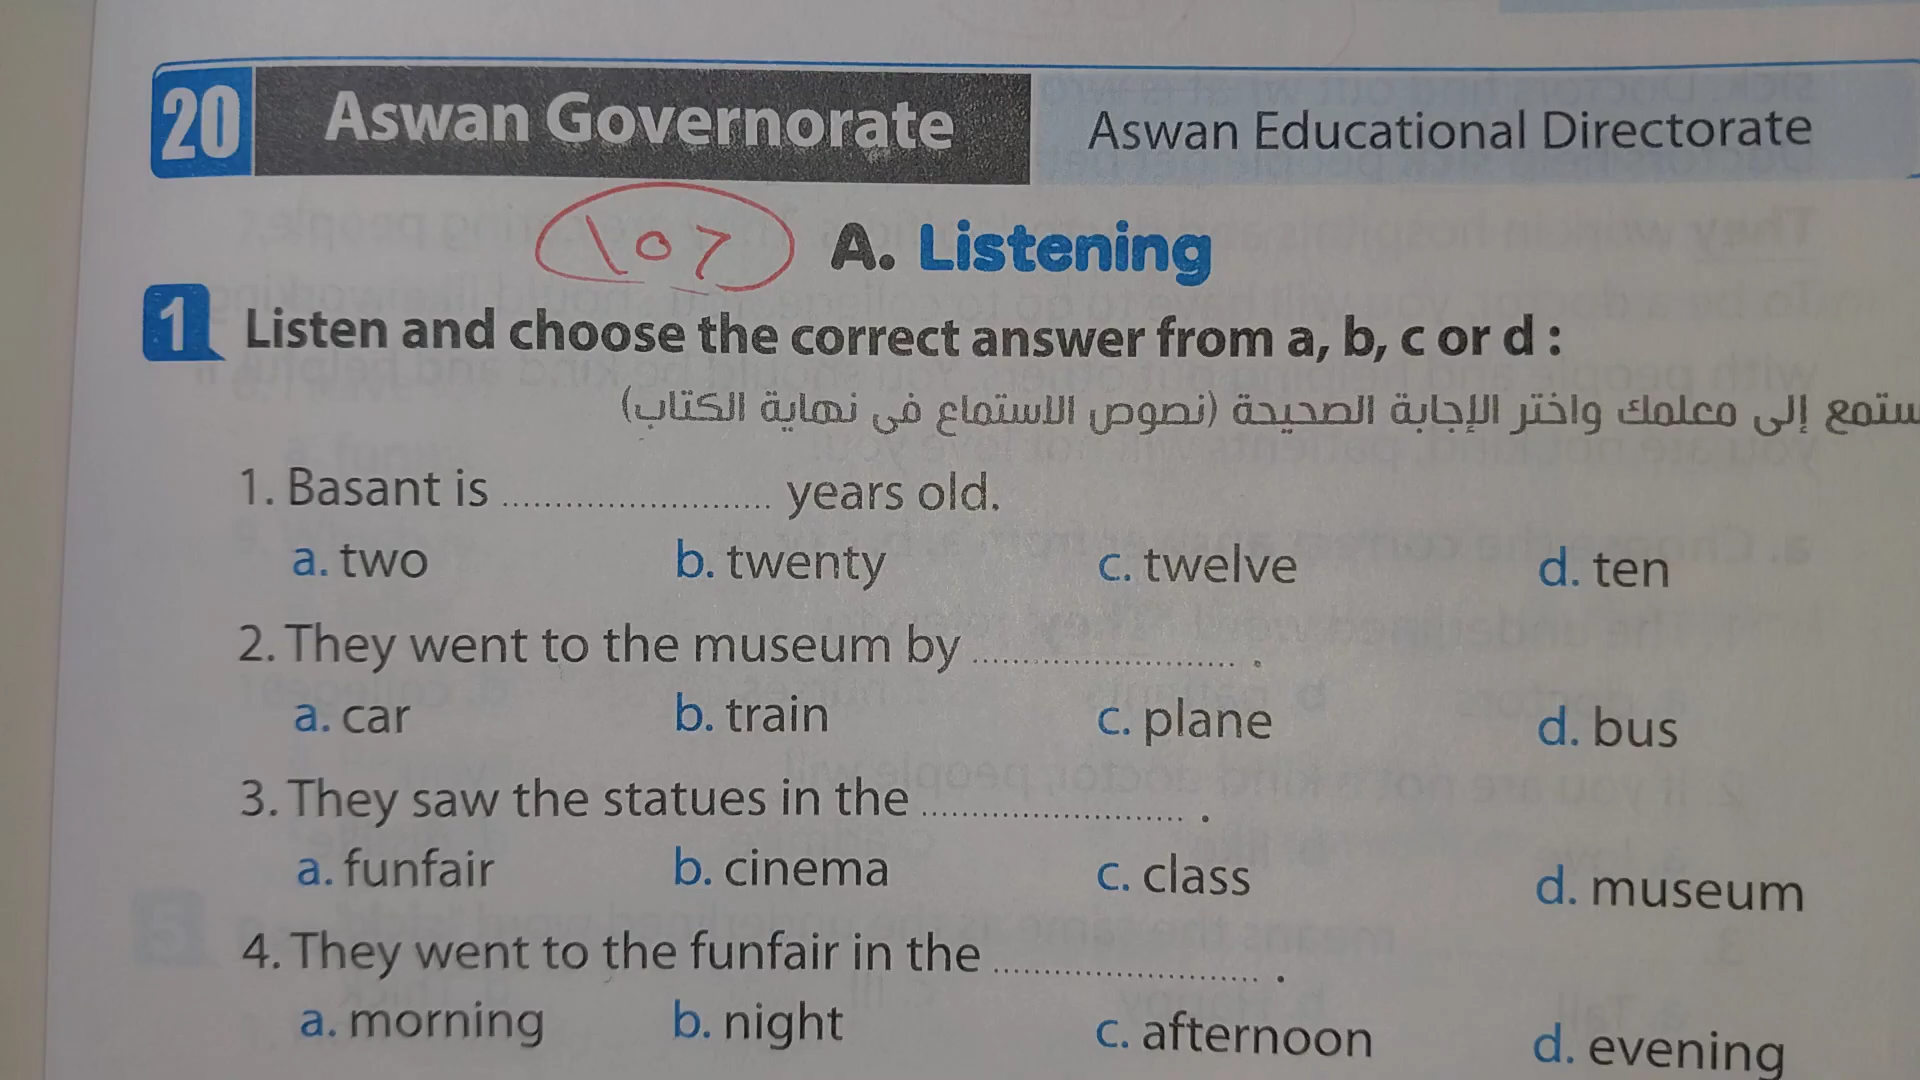 20 Aswan Governorate Aswan Educational Directorate
107 A. Listening
1 Listen and choose the correct answer from a, b, c or d :
ستمع إلى معلمك واختر الإجابة الصحيحة (نصوص الاستماع فى نهاية الكتاب)
1. Basant is ........................ years old.
a. two b. twenty c. twelve d. ten
2. They went to the museum by ........................ .
a. car b. train c. plane d. bus
3. They saw the statues in the ........................ .
a. funfair b. cinema c. class d. museum
4. They went to the funfair in the ........................ .
a. morning b. night c. afternoon d. evening